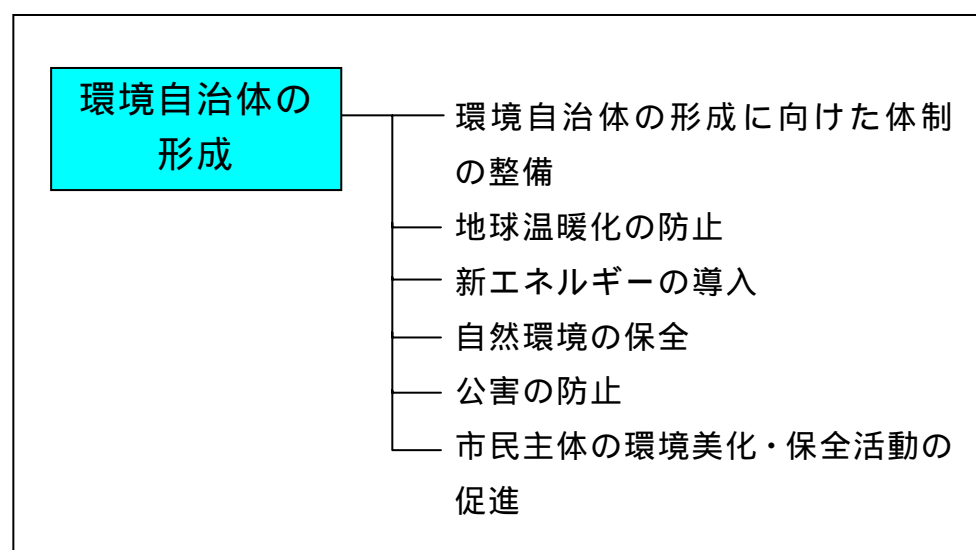 環境自治体の
形成
環境自治体の形成に向けた体制
の整備
地球温暖化の防止
新エネルギーの導入
自然環境の保全
公害の防止
市民主体の環境美化・保全活動の
促進